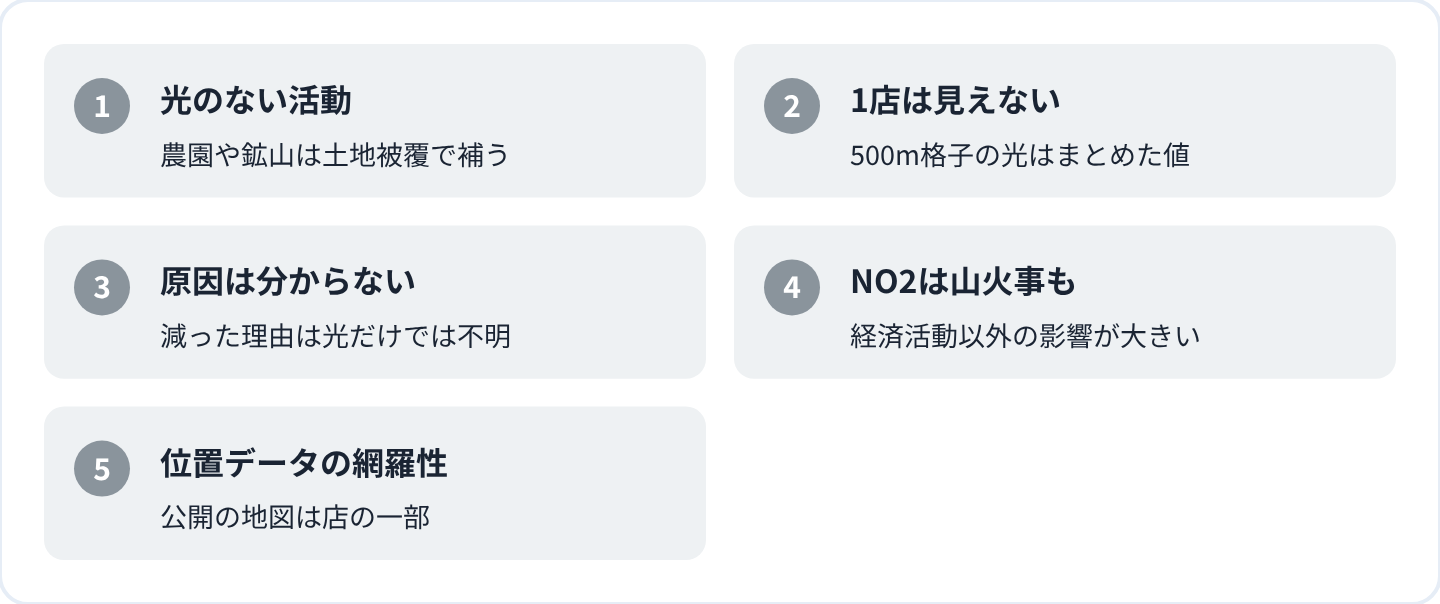 1
光のない活動
農園や鉱山は土地被覆で補う
2
1店は見えない
500m格子の光はまとめた値
3
原因は分からない
減った理由は光だけでは不明
4
NO2は山火事も
経済活動以外の影響が大きい
5
位置データの網羅性
公開の地図は店の一部